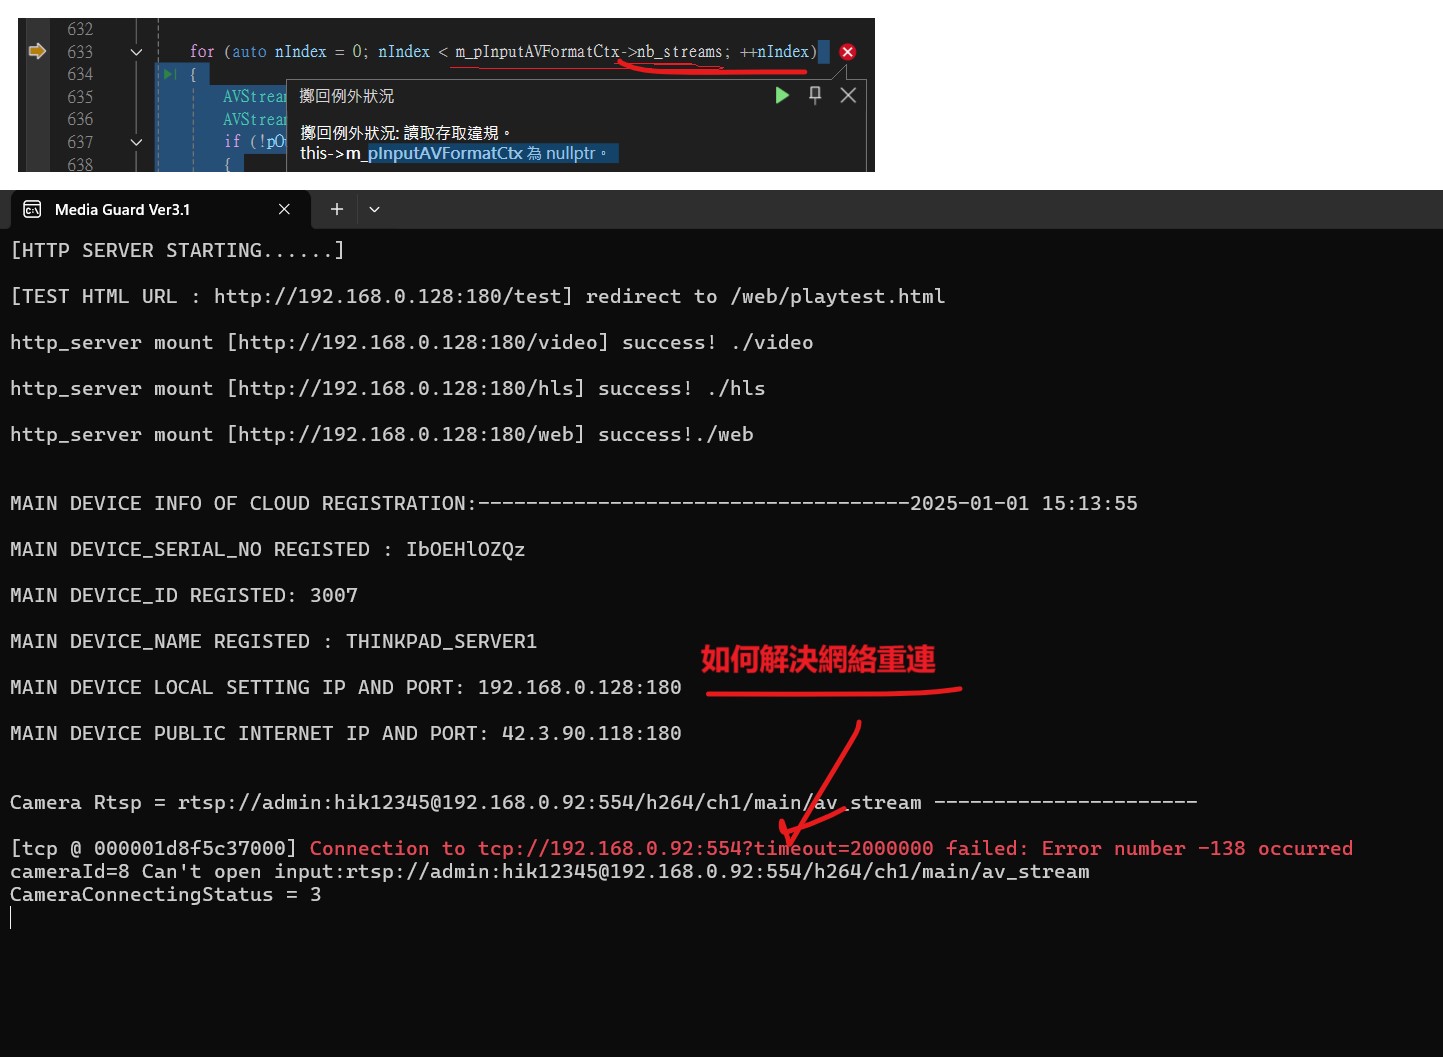 632
633 for (auto nIndex = 0; nIndex < m_pInputAVFormatCtx->nb_streams; ++nIndex)
634 {
635 AVStrea
擲回例外狀況
636 AVStrea
637 if (!pO
擲回例外狀況: 讀取存取違規。
638 {
this->m_pInputAVFormatCtx 為 nullptr。
Media Guard Ver3.1
[HTTP SERVER STARTING......]
[TEST HTML URL : http://192.168.0.128:180/test] redirect to /web/playtest.html
http_server mount [http://192.168.0.128:180/video] success! ./video
http_server mount [http://192.168.0.128:180/hls] success! ./hls
http_server mount [http://192.168.0.128:180/web] success!./web
MAIN DEVICE INFO OF CLOUD REGISTRATION:------------------------------------2025-01-01 15:13:55
MAIN DEVICE_SERIAL_NO REGISTED : IbOEHlOZQz
MAIN DEVICE_ID REGISTED: 3007
MAIN DEVICE_NAME REGISTED : THINKPAD_SERVER1
如何解決網絡重連
MAIN DEVICE LOCAL SETTING IP AND PORT: 192.168.0.128:180
MAIN DEVICE PUBLIC INTERNET IP AND PORT: 42.3.90.118:180
Camera Rtsp = rtsp://admin:hik12345@192.168.0.92:554/h264/ch1/main/av_stream ----------------------
[tcp @ 000001d8f5c37000] Connection to tcp://192.168.0.92:554?timeout=2000000 failed: Error number -138 occurred
cameraId=8 Can't open input:rtsp://admin:hik12345@192.168.0.92:554/h264/ch1/main/av_stream
CameraConnectingStatus = 3